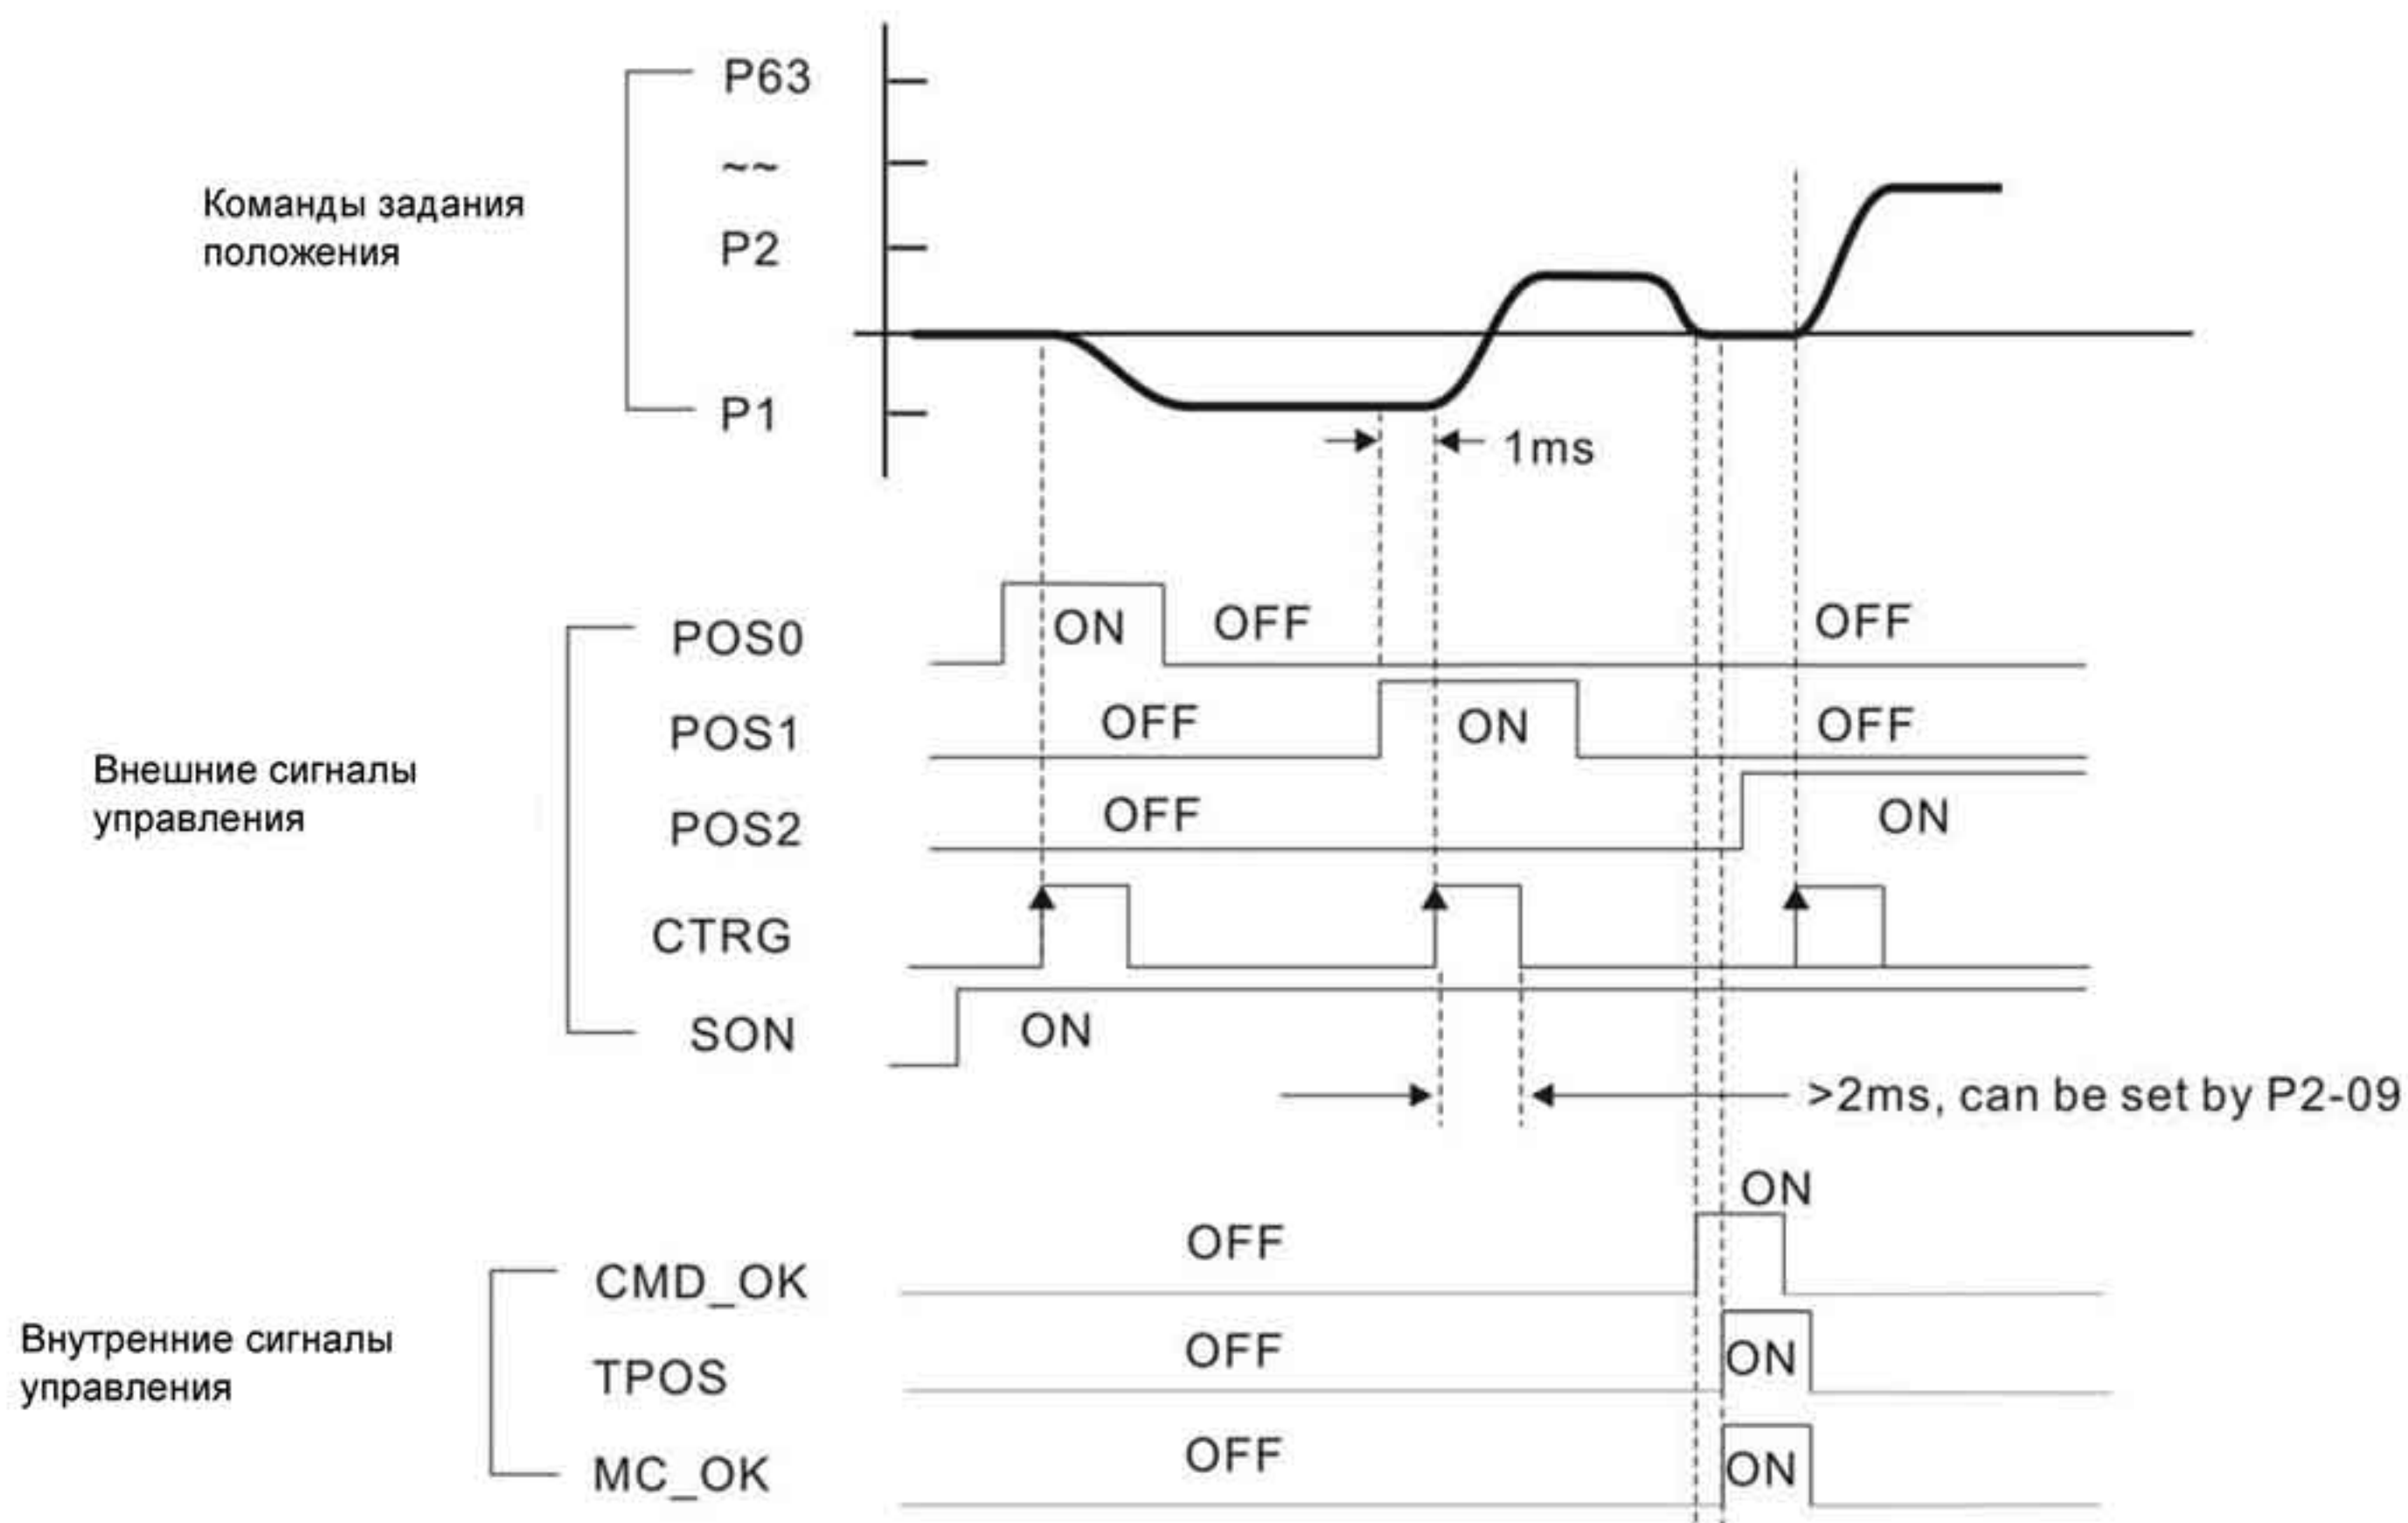 P63
~~
Команды задания
положения
P2
P1
1ms
POS0
ON
OFF
OFF
POS1
OFF
ON
OFF
Внешние сигналы
управления
POS2
OFF
ON
CTRG
SON
ON
>2ms, can be set by P2-09
ON
CMD_OK
OFF
Внутренние сигналы
управления
TPOS
OFF
ON
MC_OK
OFF
ON